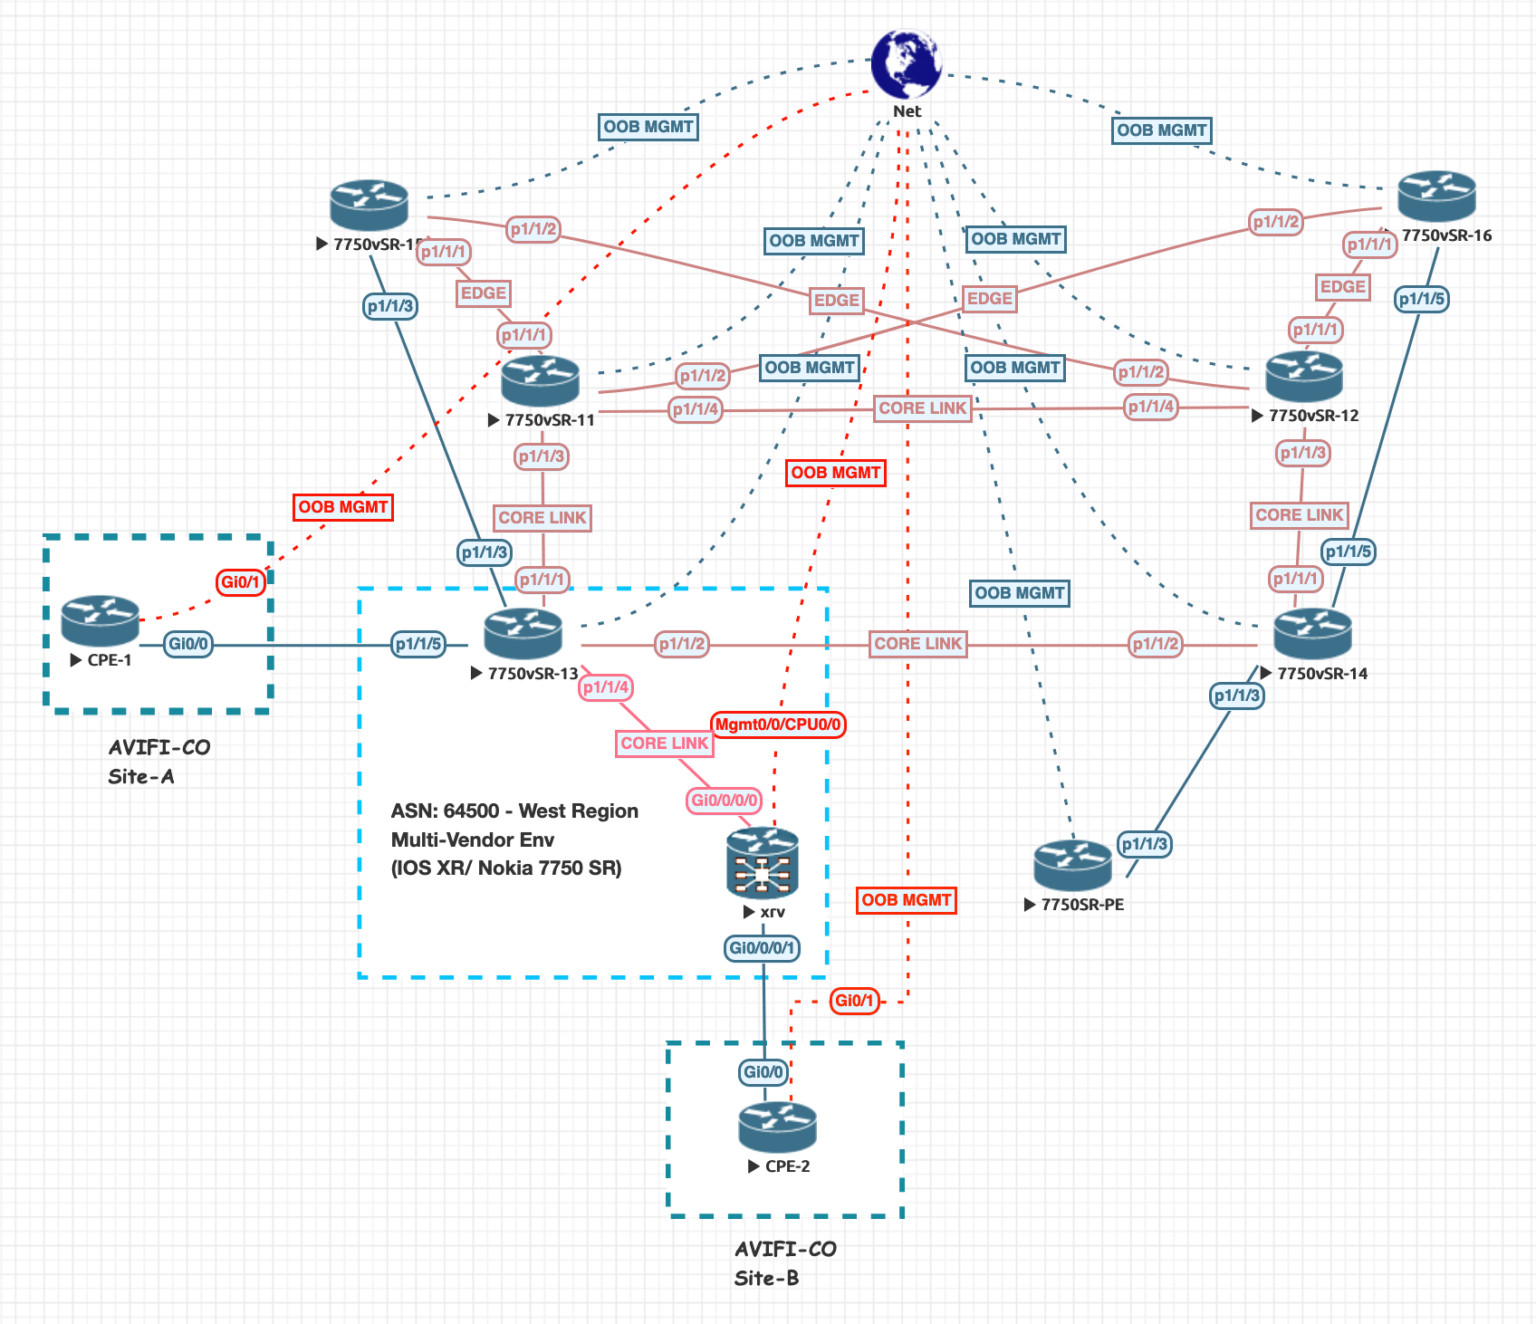 Net
OOB MGMT
OOB MGMT
7750vSR-16
p1/1/2
p1/1/2
OOB MGMT
OOB MGMT
p1/1/1
p1/1/1
EDGE
EDGE
EDGE
EDGE
p1/1/3
p1/1/5
p1/1/1
p1/1/1
p1/1/2
OOB MGMT
OOB MGMT
p1/1/2
p1/1/4
CORE LINK
p1/1/4
7750vSR-11
7750vSR-12
p1/1/3
p1/1/3
OOB MGMT
OOB MGMT
CORE LINK
CORE LINK
p1/1/3
p1/1/5
Gi0/1
p1/1/1
p1/1/1
OOB MGMT
Gi0/0
p1/1/5
p1/1/2
CORE LINK
p1/1/2
CPE-1
7750vSR-13
7750vSR-14
p1/1/4
p1/1/3
Mgmt0/0/CPU0/0
CORE LINK
AVIFI-CO
Site-A
Gi0/0/0/0
ASN: 64500 - West Region
Multi-Vendor Env
(IOS XR/ Nokia 7750 SR)
p1/1/3
xrv
7750SR-PE
OOB MGMT
Gi0/0/0/1
Gi0/1
Gi0/0
CPE-2
AVIFI-CO
Site-B